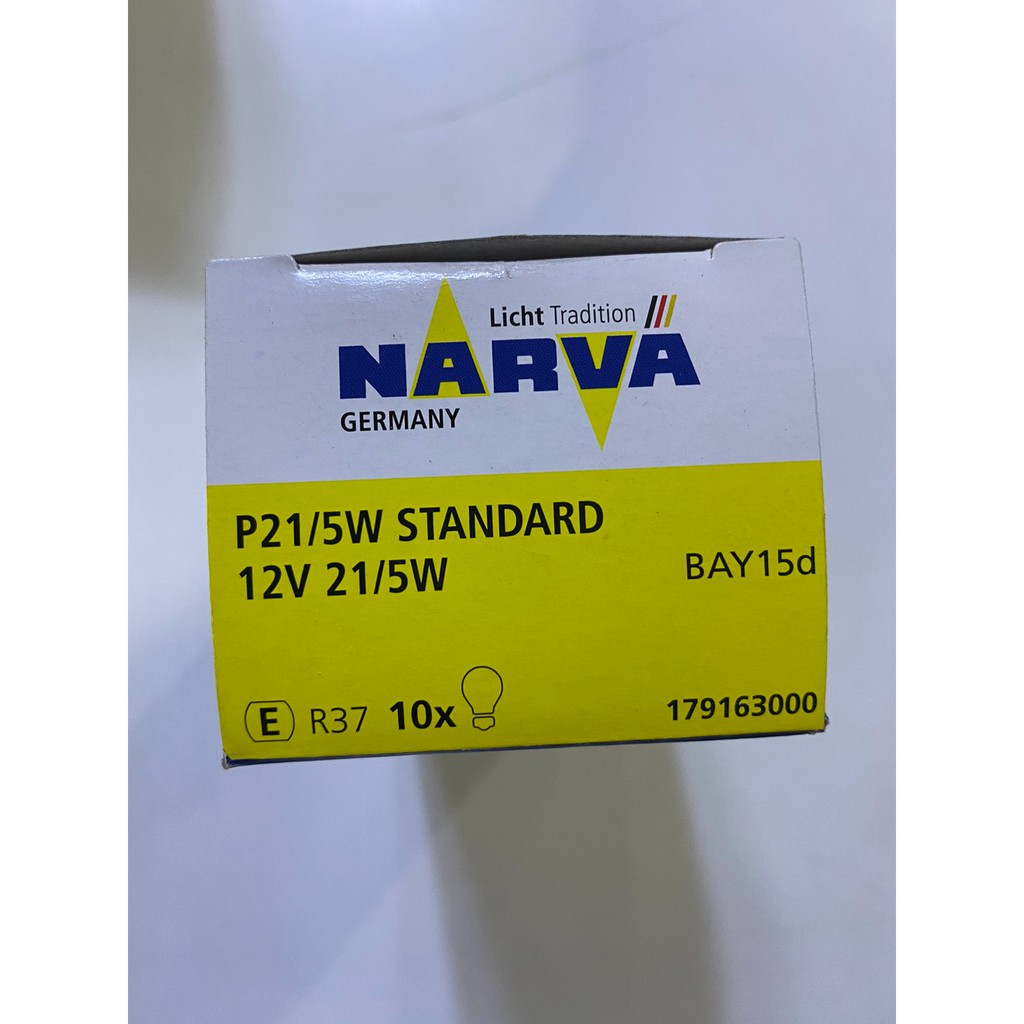 Licht Tradition
NARVA
GERMANY
P21/5W STANDARD
12V 21/5W
BAY15d
E R37 10x
179163000